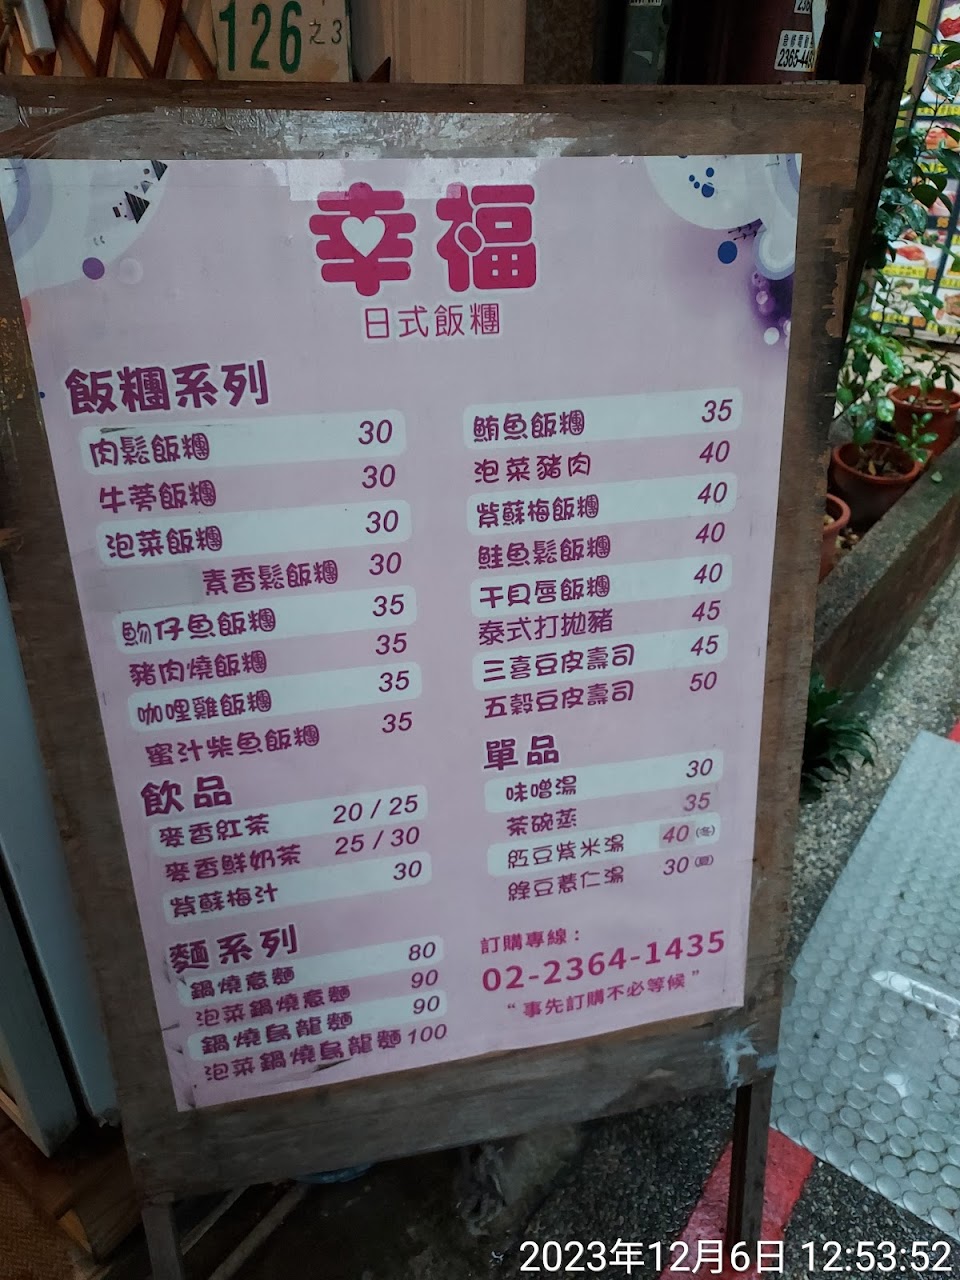 126之3
幸福
日式飯糰
飯糰系列
肉鬆飯糰 30
牛蒡飯糰 30
泡菜飯糰 30
素香鬆飯糰 30
魩仔魚飯糰 35
豬肉燒飯糰 35
咖哩雞飯糰 35
蜜汁柴魚飯糰 35
鮪魚飯糰 35
泡菜豬肉 40
紫蘇梅飯糰 40
鮭魚鬆飯糰 40
干貝唇飯糰 40
泰式打拋豬 45
三喜豆皮壽司 45
五穀豆皮壽司 50
飲品
麥香紅茶 20 / 25
麥香鮮奶茶 25 / 30
紫蘇梅汁 30
麵系列
鍋燒意麵 80
泡菜鍋燒意麵 90
鍋燒烏龍麵 90
泡菜鍋燒烏龍麵 100
單品
味噌湯 30
茶碗蒸 35
紅豆紫米湯 40 (冬)
綠豆薏仁湯 30 (夏)
訂購專線：
02-2364-1435
“ 事先訂購不必等候 ”
2023年12月6日 12:53:52